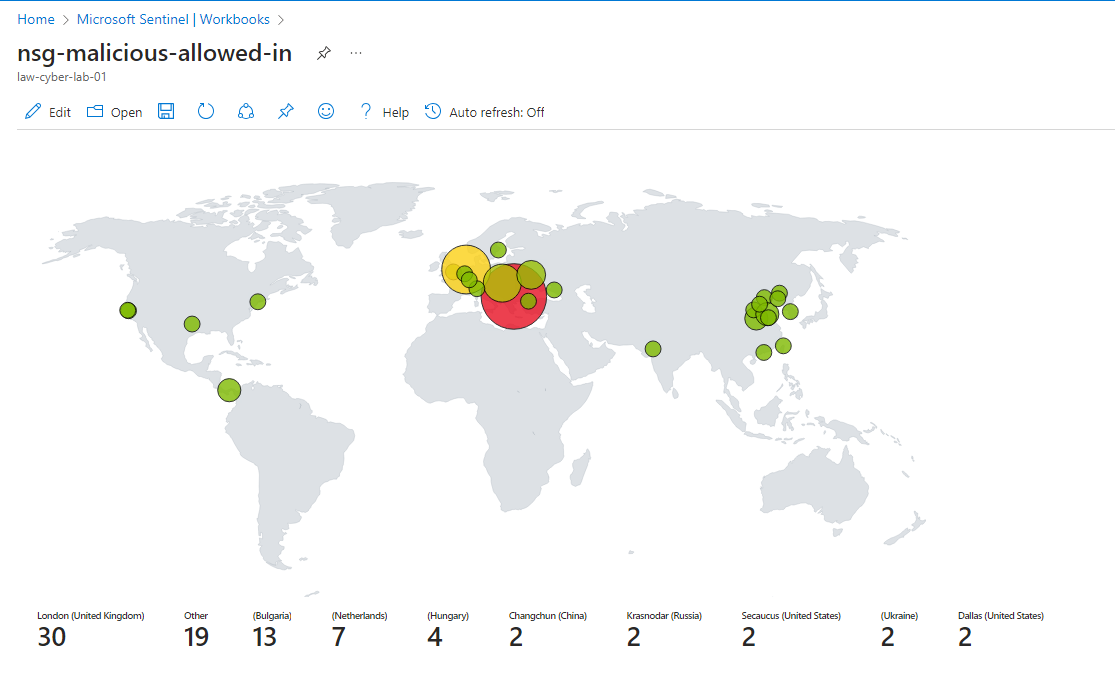 Home > Microsoft Sentinel | Workbooks >
nsg-malicious-allowed-in
law-cyber-lab-01
Edit Open Help Auto refresh: Off
London (United Kingdom) Other (Bulgaria) (Netherlands) (Hungary) Changchun (China) Krasnodar (Russia) Secaucus (United States) (Ukraine) Dallas (United States)
30 19 13 7 4 2 2 2 2 2